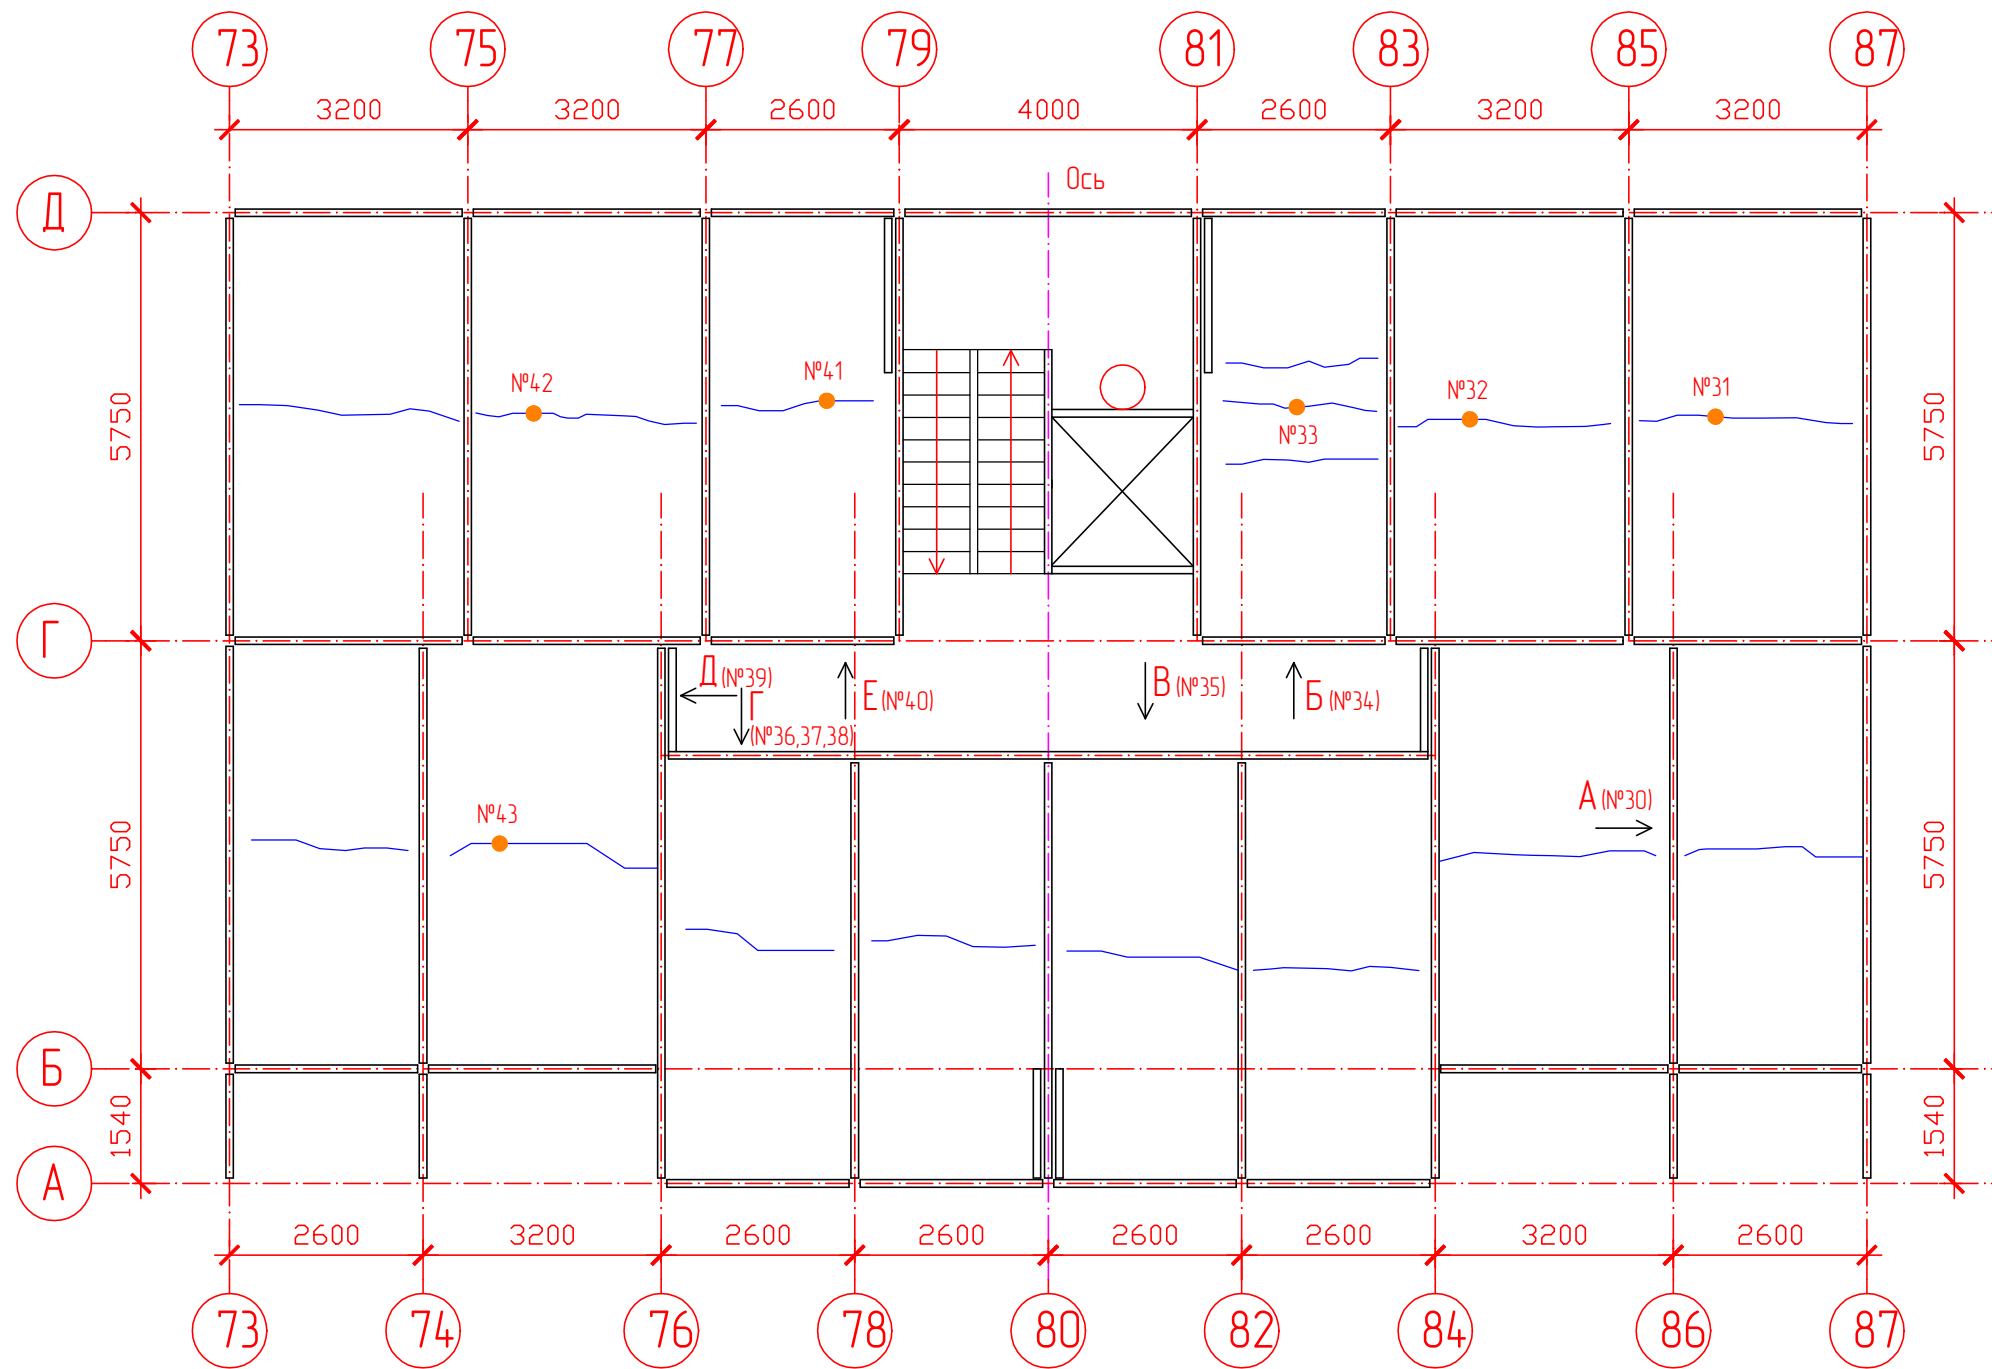 73 75 77 79 81 83 85 87
3200 3200 2600 4000 2600 3200 3200
Ось
Д
№42 №41 №32 №31
№33
5750 5750
Г
Д (№39) Е (№40) В (№35) Б (№34)
Г
(№36,37,38)
А (№30)
№43
5750 5750
Б
1540 1540
А
2600 3200 2600 2600 2600 2600 3200 2600
73 74 76 78 80 82 84 86 87